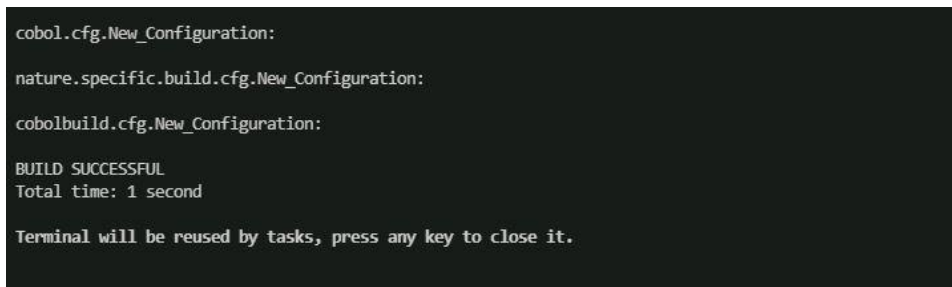 cobol.cfg.New_Configuration:
nature.specific.build.cfg.New_Configuration:
cobolbuild.cfg.New_Configuration:
BUILD SUCCESSFUL
Total time: 1 second
Terminal will be reused by tasks, press any key to close it.